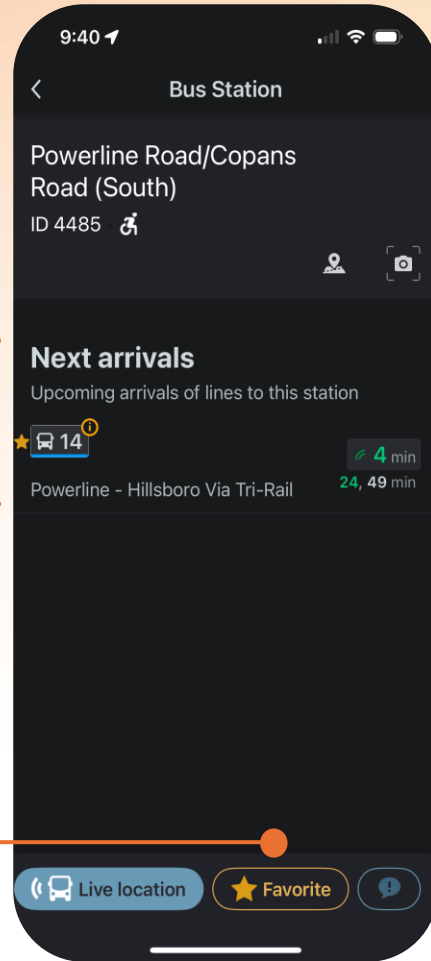 9:40
Bus Station
Powerline Road/Copans
Road (South)
ID 4485
Next arrivals
Upcoming arrivals of lines to this station
14
4 min
Powerline - Hillsboro Via Tri-Rail
24, 49 min
Live location
Favorite